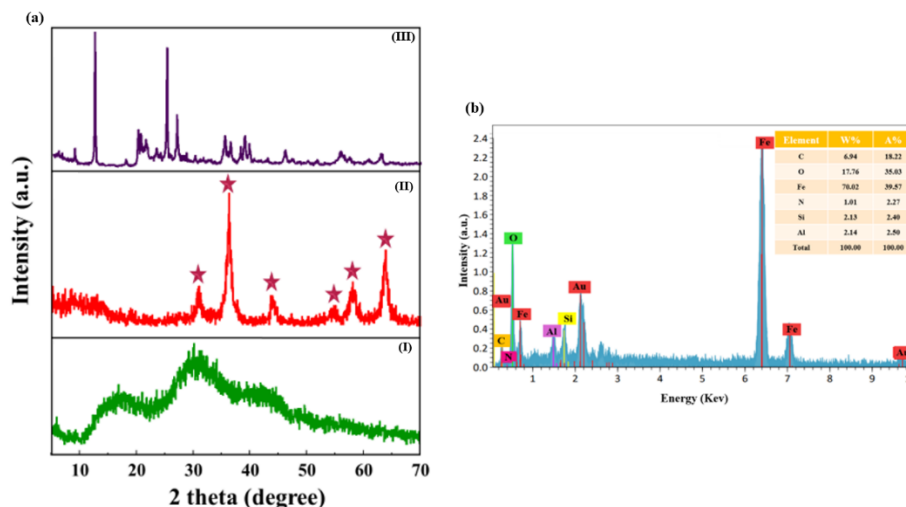 (a)
(III)
(II)
(I)
Intensity (a.u.)
Intensity (a.u.)
10 20 30 40 50 60 70
2 theta (degree)
(b)
2.4
2.2
2.0
1.8
1.6
1.4
1.2
1.0
0.8
0.6
0.4
0.2
0.0
Intensity (a.u.)
Fe
O
Au
Au
Fe
Si
Al
C
N
Fe
1 2 3 4 5 6 7 8 9
Energy (Kev)
Element W% A%
C 6.94 18.22
O 17.76 35.03
Fe 70.02 39.57
N 1.01 2.27
Si 2.13 2.40
Al 2.14 2.50
Total 100.00 100.00